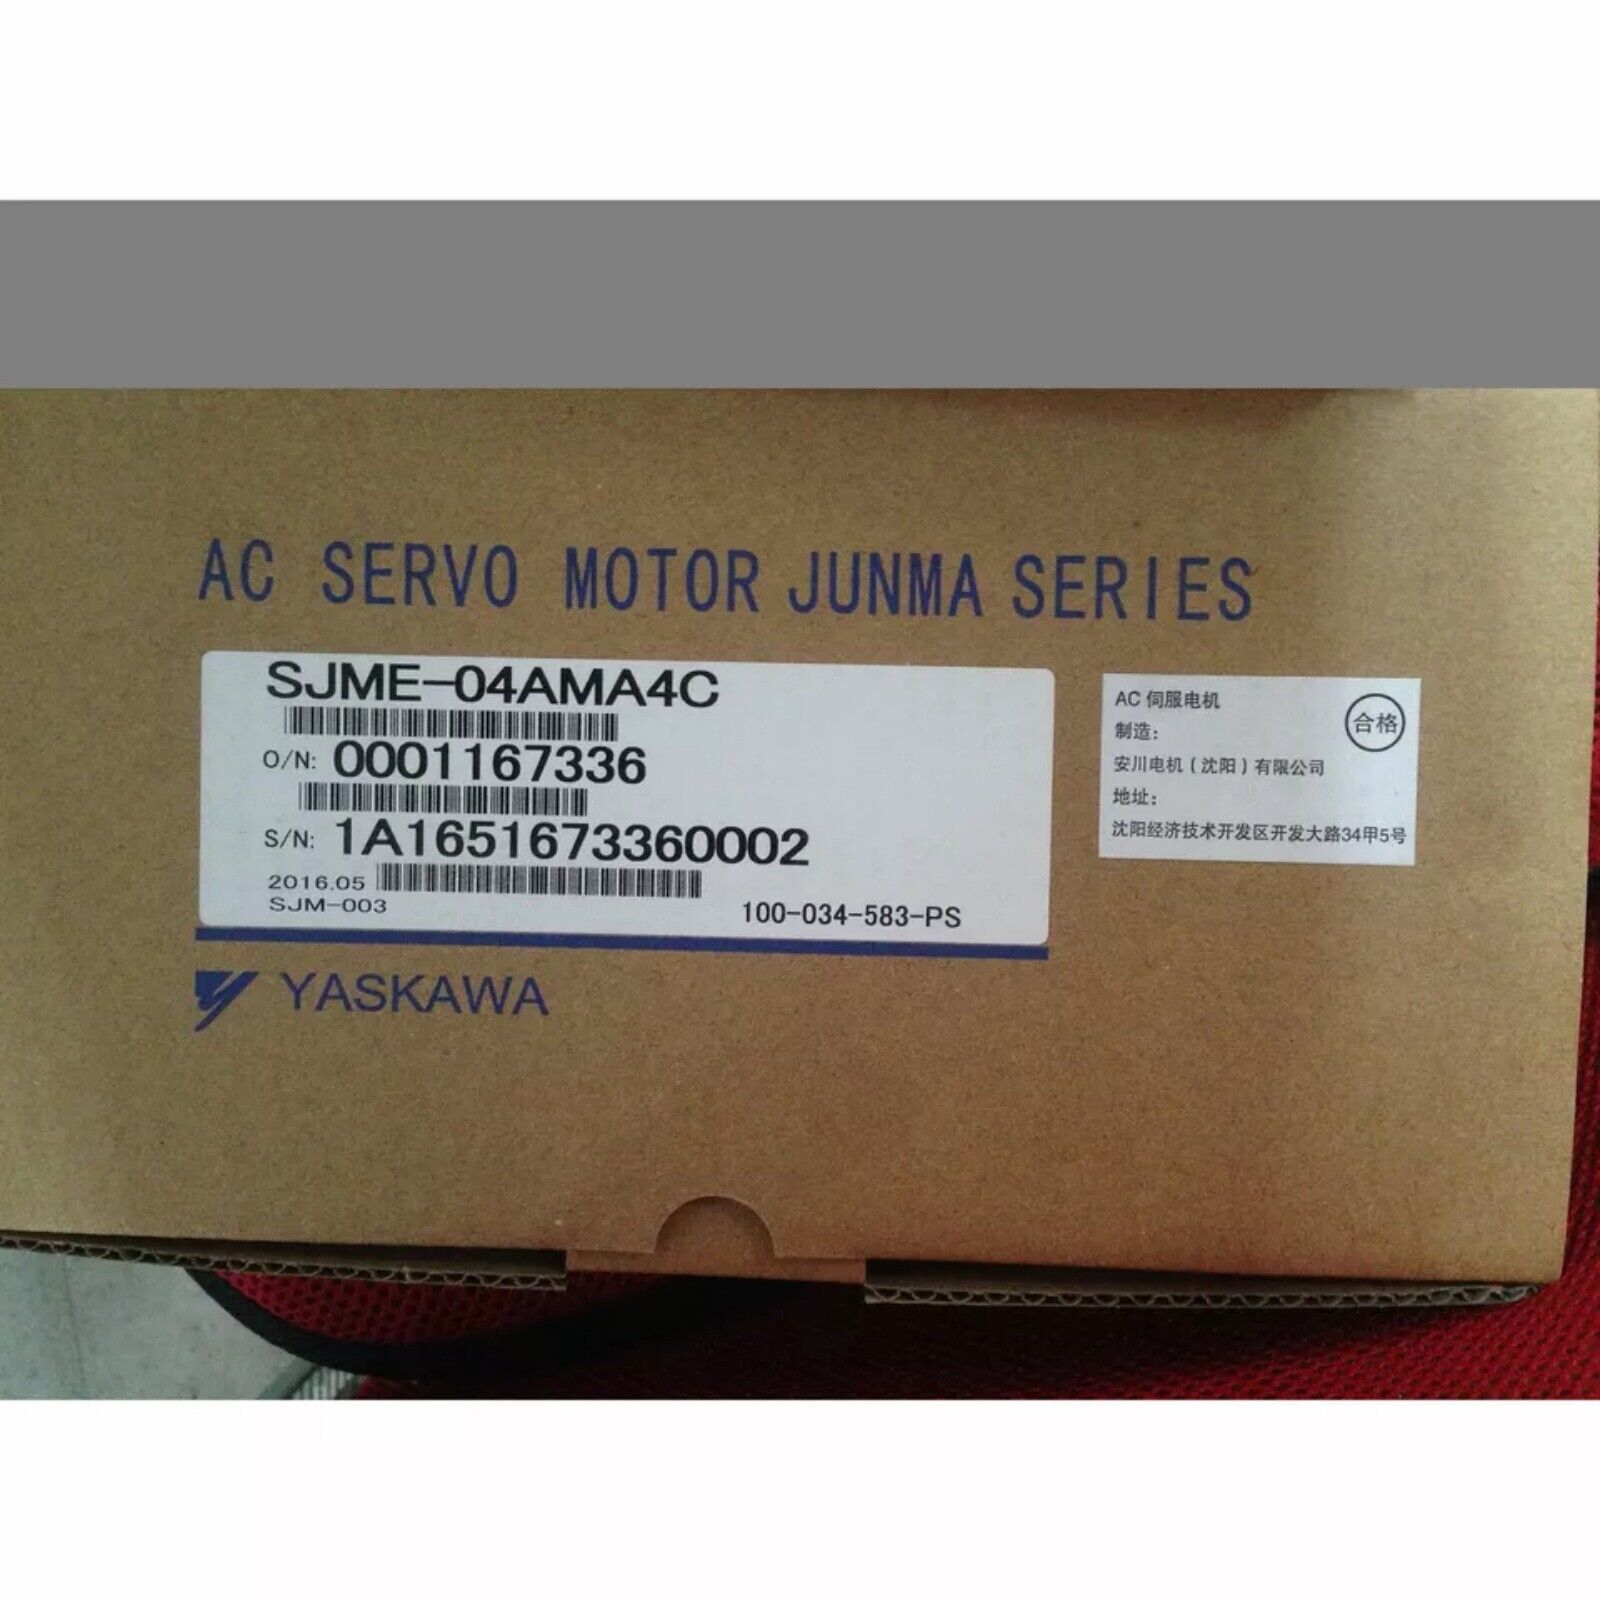 AC SERVO MOTOR JUNMA SERIES
SJME-04AMA4C
O/N: 0001167336
S/N: 1A1651673360002
2016.05
SJM-003
100-034-583-PS
YASKAWA
AC 伺服电机
合格
制造：
安川电机（沈阳）有限公司
地址：
沈阳经济技术开发区开发大路34甲5号